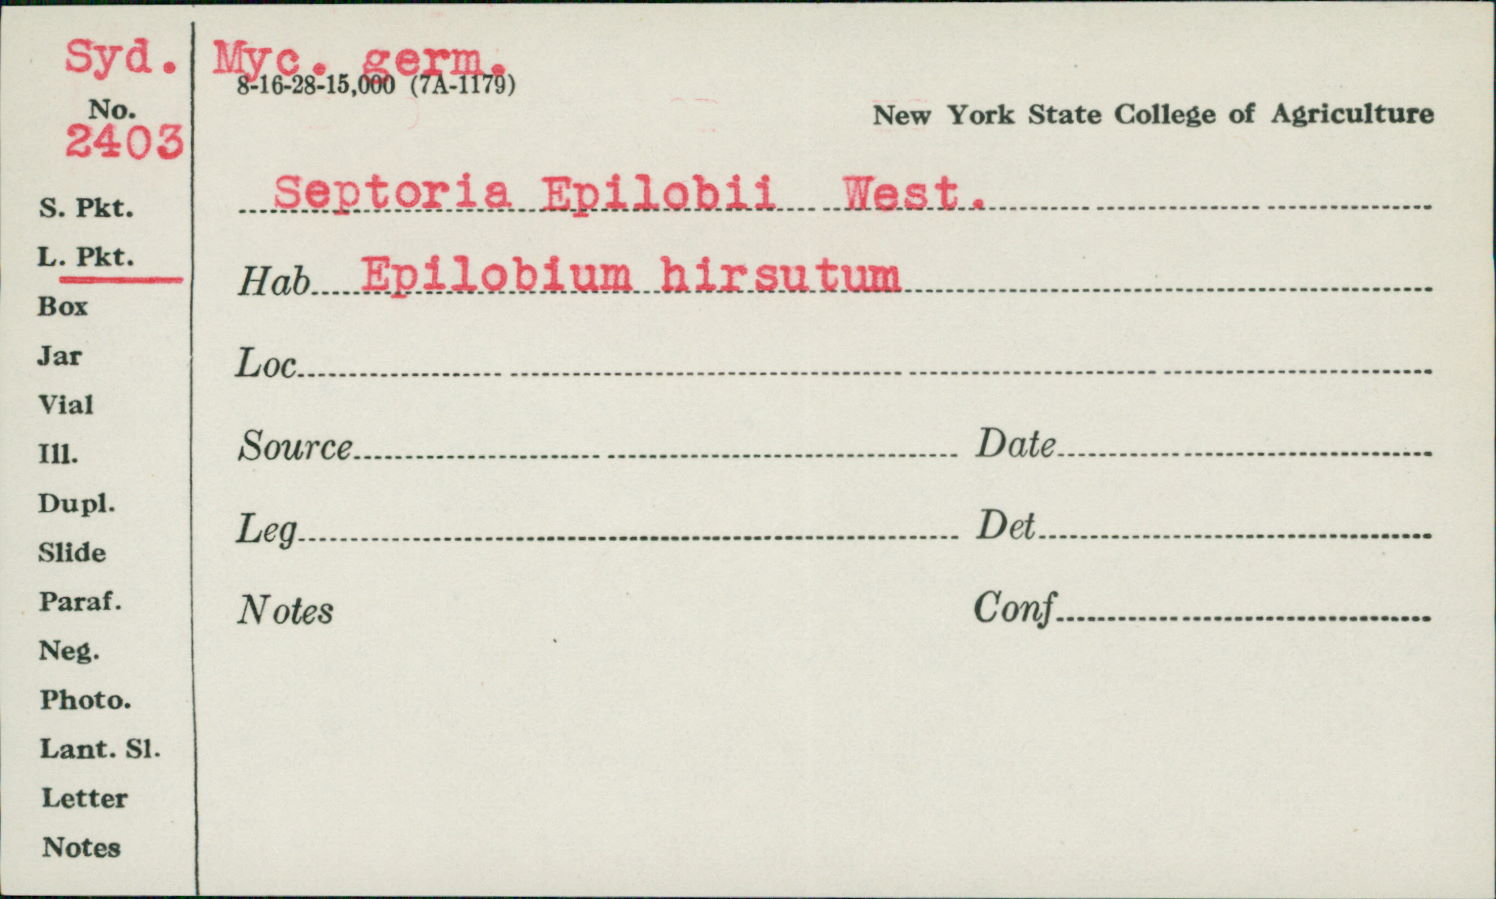 Syd. Myc. germ.
8-16-28-15,000 (7A-1179)
No.
2403
New York State College of Agriculture
Septoria Epilobii West.
S. Pkt.
L. Pkt.
Hab. Epilobium hirsutum
Box
Jar
Loc.
Vial
Ill.
Source Date
Dupl.
Leg. Det.
Slide
Paraf.
Notes Conf.
Neg.
Photo.
Lant. Sl.
Letter
Notes